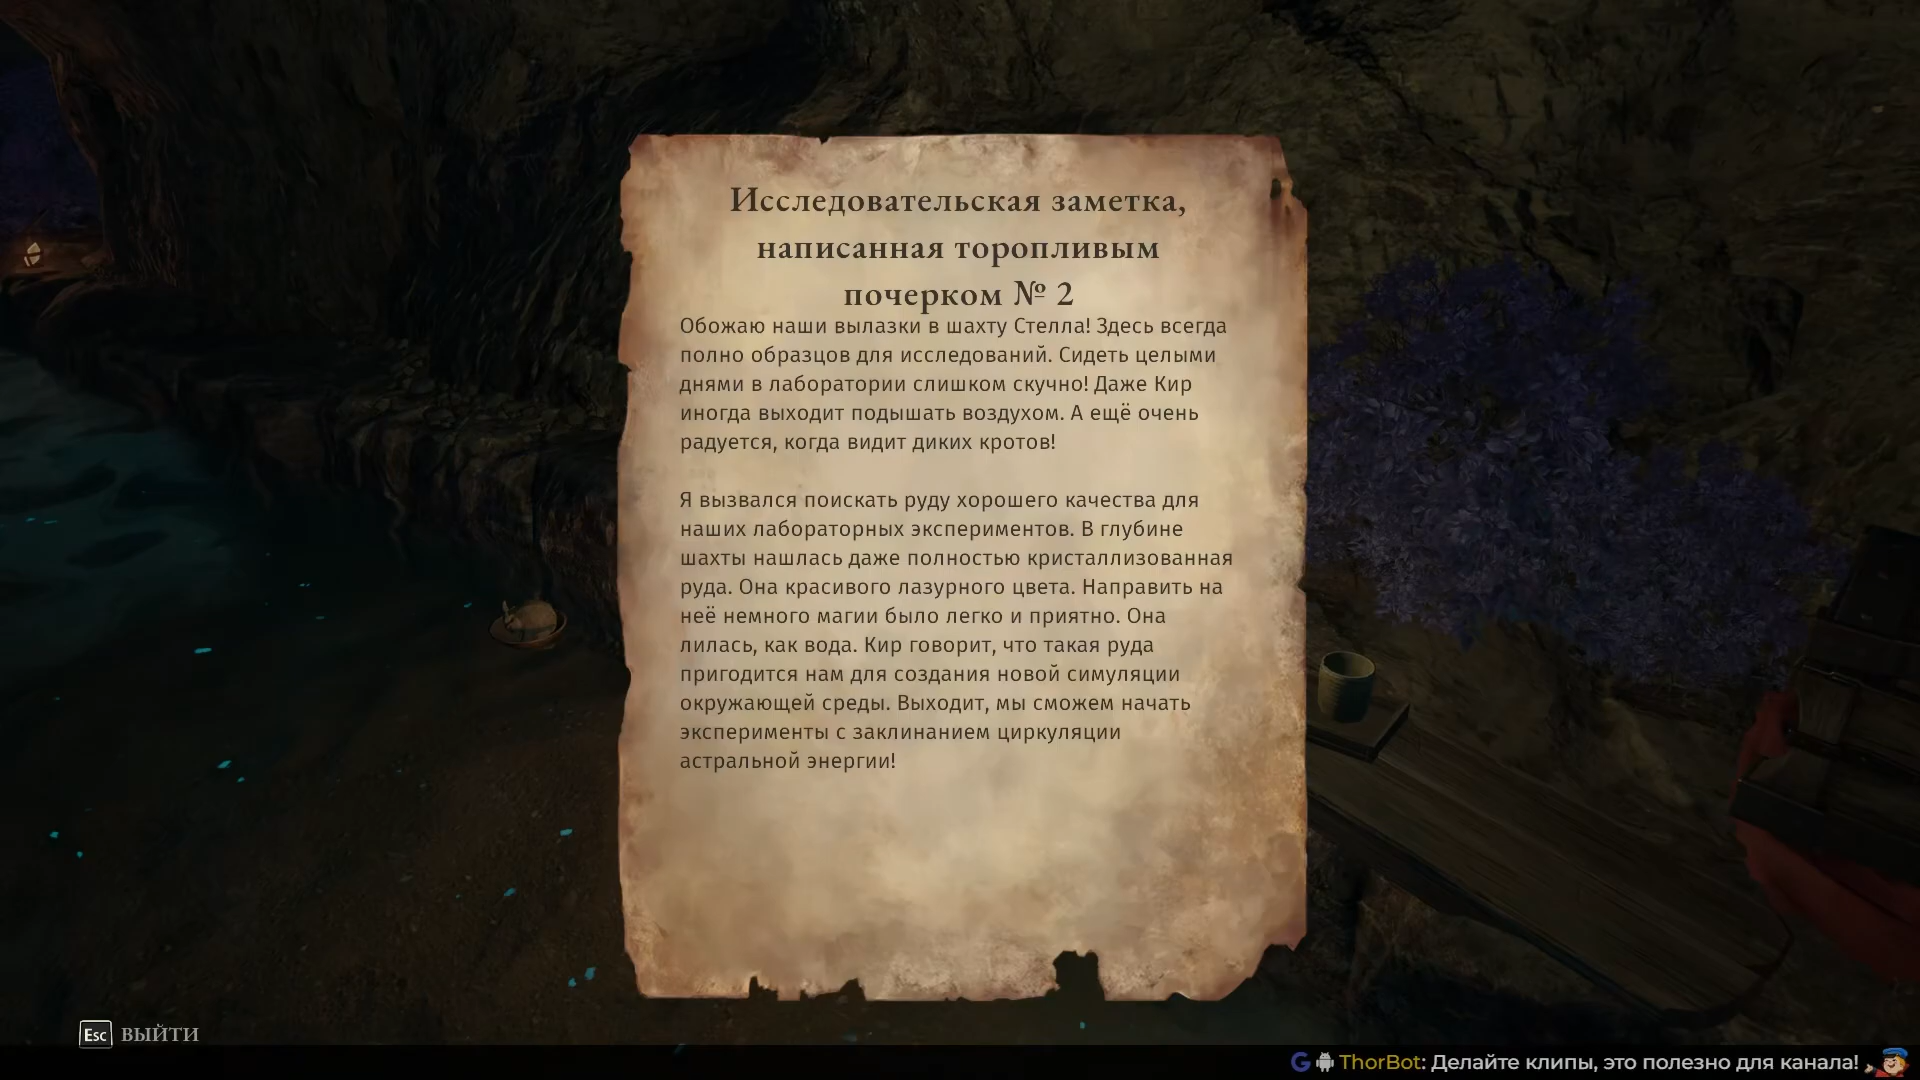 Исследовательская заметка,
написанная торопливым
почерком № 2
Обожаю наши вылазки в шахту Стелла! Здесь всегда
полно образцов для исследований. Сидеть целыми
днями в лаборатории слишком скучно! Даже Кир
иногда выходит подышать воздухом. А ещё очень
радуется, когда видит диких кротов!
Я вызвался поискать руду хорошего качества для
наших лабораторных экспериментов. В глубине
шахты нашлась даже полностью кристаллизованная
руда. Она красивого лазурного цвета. Направить на
неё немного магии было легко и приятно. Она
лилась, как вода. Кир говорит, что такая руда
пригодится нам для создания новой симуляции
окружающей среды. Выходит, мы сможем начать
эксперименты с заклинанием циркуляции
астральной энергии!
Esc ВЫЙТИ
G ThorBot: Делайте клипы, это полезно для канала!